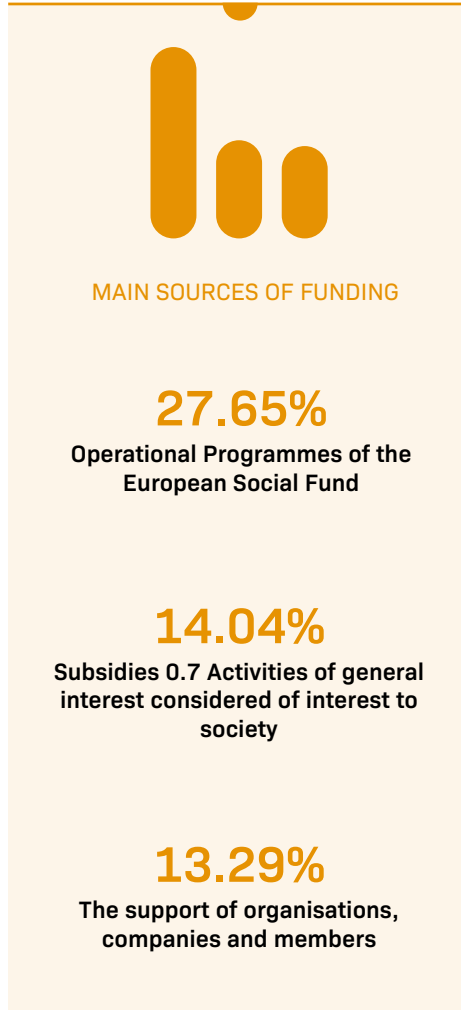 MAIN SOURCES OF FUNDING
27.65%
Operational Programmes of the
European Social Fund
14.04%
Subsidies 0.7 Activities of general
interest considered of interest to
society
13.29%
The support of organisations,
companies and members